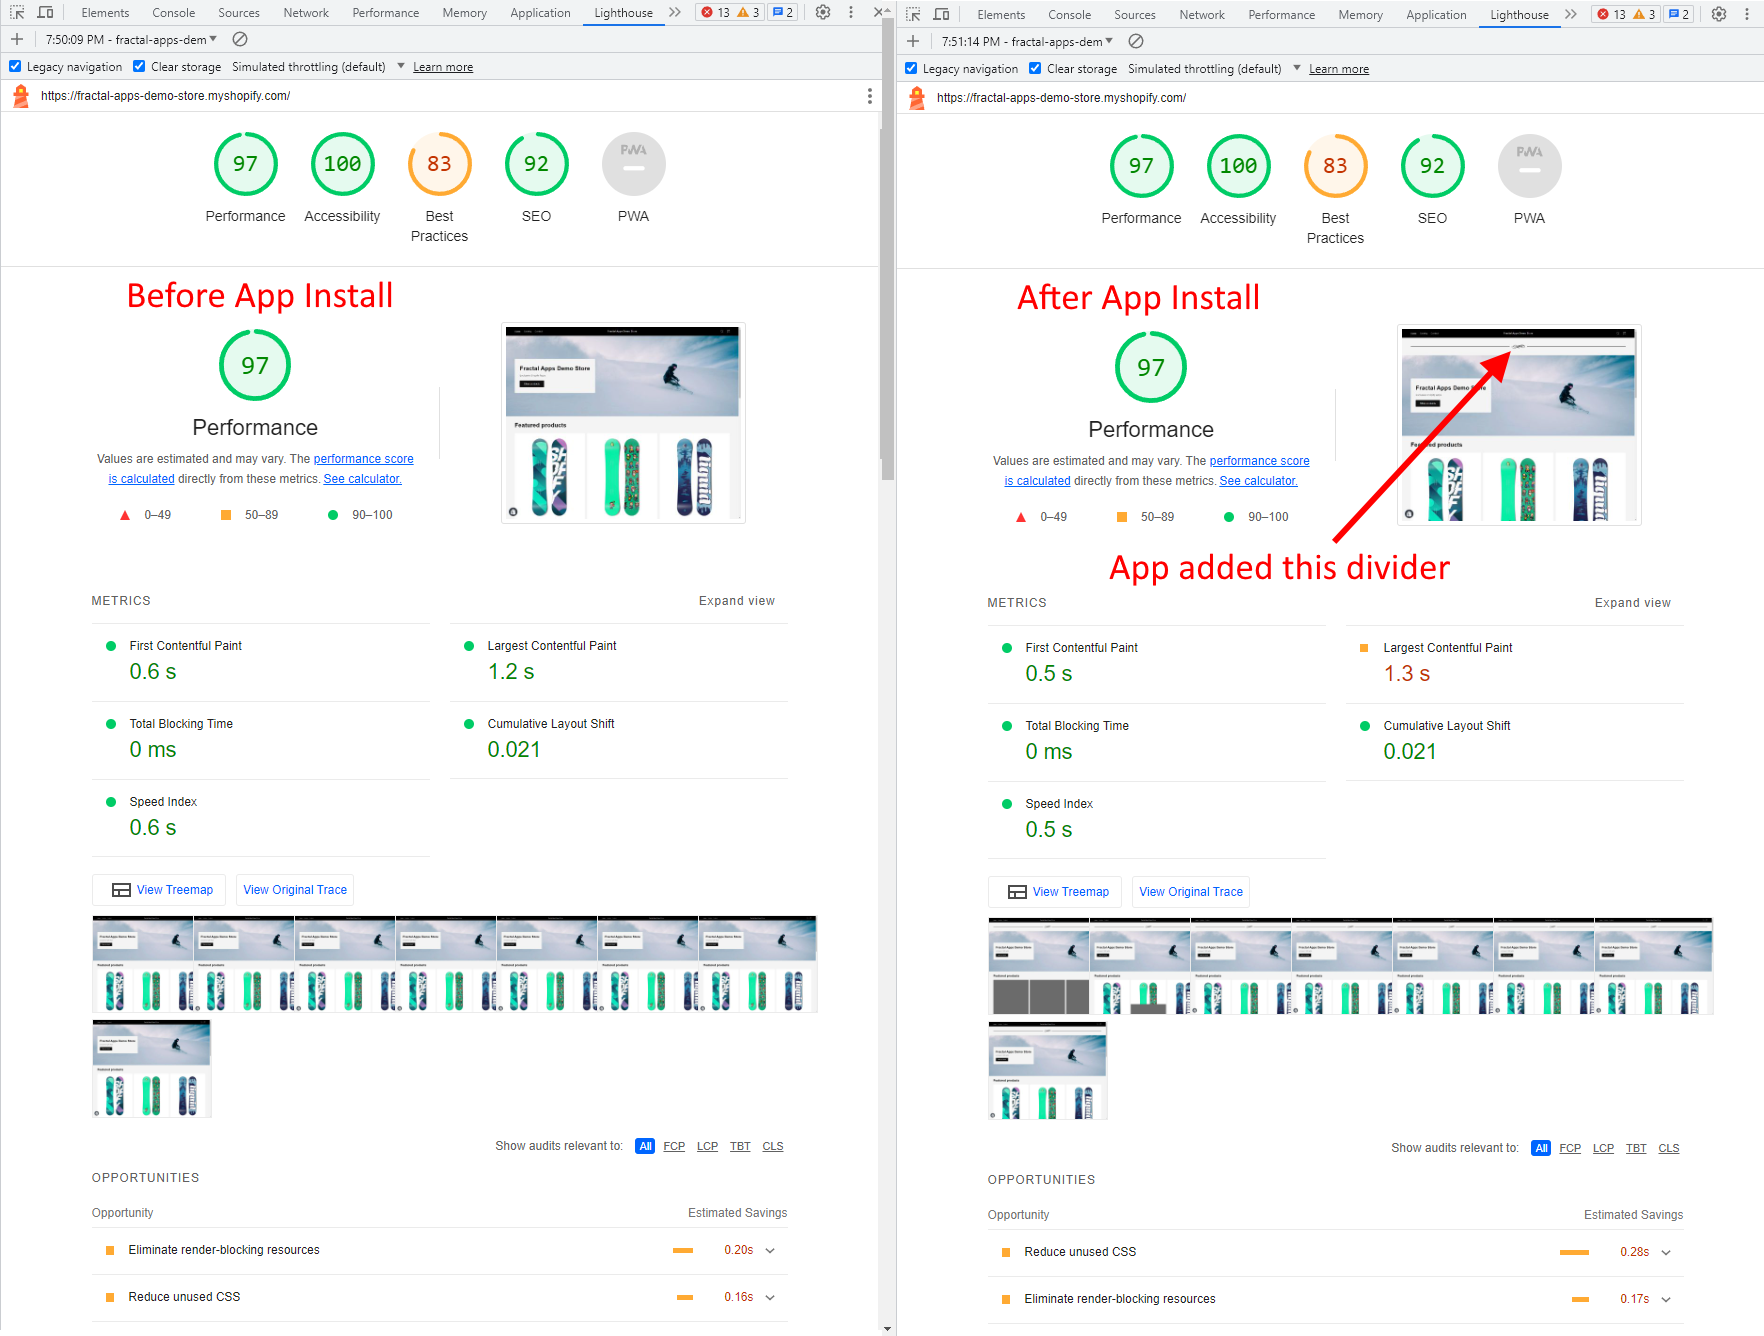 Elements Console Sources Network Performance Memory Application Lighthouse 13 3 2
7:50:09 PM - fractal-apps-dem
Legacy navigation Clear storage Simulated throttling (default) Learn more
https://fractal-apps-demo-store.myshopify.com/
97 100 83 92 PWA
Performance Accessibility Best Practices SEO PWA
Before App Install
97
Fractal Apps Demo Store
Featured products
Performance
Values are estimated and may vary. The performance score
is calculated directly from these metrics. See calculator.
0–49 50–89 90–100
METRICS Expand view
First Contentful Paint Largest Contentful Paint
0.6 s 1.2 s
Total Blocking Time Cumulative Layout Shift
0 ms 0.021
Speed Index
0.6 s
View Treemap View Original Trace
Show audits relevant to: All FCP LCP TBT CLS
OPPORTUNITIES
Opportunity Estimated Savings
Eliminate render-blocking resources 0.20s
Reduce unused CSS 0.16s
Elements Console Sources Network Performance Memory Application Lighthouse 13 3 2
7:51:14 PM - fractal-apps-dem
Legacy navigation Clear storage Simulated throttling (default) Learn more
https://fractal-apps-demo-store.myshopify.com/
97 100 83 92 PWA
Performance Accessibility Best Practices SEO PWA
After App Install
97
Fractal Apps Demo Store
Featured products
Performance
Values are estimated and may vary. The performance score
is calculated directly from these metrics. See calculator.
0–49 50–89 90–100
App added this divider
METRICS Expand view
First Contentful Paint Largest Contentful Paint
0.5 s 1.3 s
Total Blocking Time Cumulative Layout Shift
0 ms 0.021
Speed Index
0.5 s
View Treemap View Original Trace
Show audits relevant to: All FCP LCP TBT CLS
OPPORTUNITIES
Opportunity Estimated Savings
Reduce unused CSS 0.28s
Eliminate render-blocking resources 0.17s